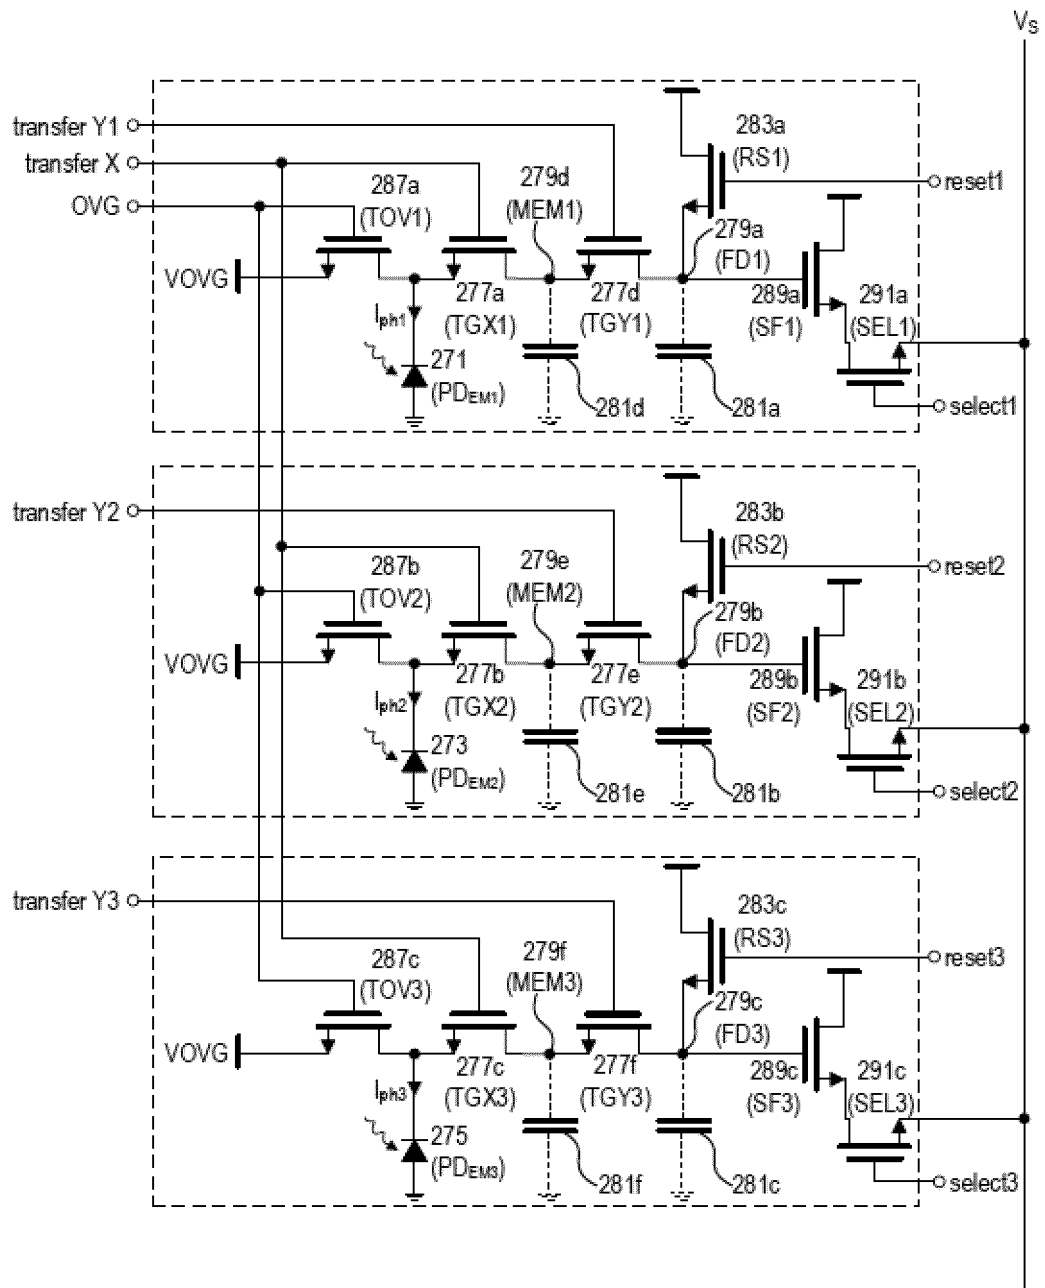 Vs
transfer Y1
transfer X
OVG
287a
(TOV1)
279d
(MEM1)
283a
(RS1)
reset1
279a
(FD1)
VOVG
Iph1
277a
(TGX1)
277d
(TGY1)
289a
(SF1)
291a
(SEL1)
271
(PDEM1)
281d
281a
select1
transfer Y2
287b
(TOV2)
279e
(MEM2)
283b
(RS2)
reset2
279b
(FD2)
VOVG
Iph2
277b
(TGX2)
277e
(TGY2)
289b
(SF2)
291b
(SEL2)
273
(PDEM2)
281e
281b
select2
transfer Y3
287c
(TOV3)
279f
(MEM3)
283c
(RS3)
reset3
279c
(FD3)
VOVG
Iph3
277c
(TGX3)
277f
(TGY3)
289c
(SF3)
291c
(SEL3)
275
(PDEM3)
281f
281c
select3